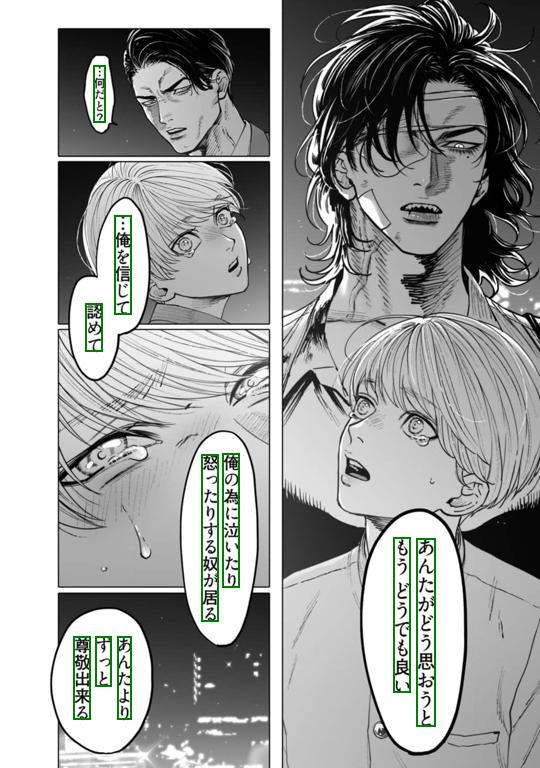 あんたがどう思おうと
もうどうでも良い
…何だと？
…俺を信じて
認めて
俺の為に泣いたり
怒ったりする奴が居る
あんたより
ずっと
尊敬出来る